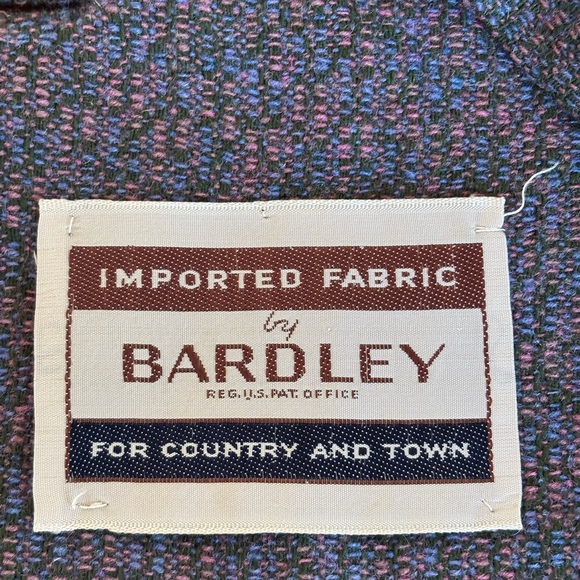 IMPORTED FABRIC
by
BARDLEY
REG.U.S.PAT.OFFICE
FOR COUNTRY AND TOWN